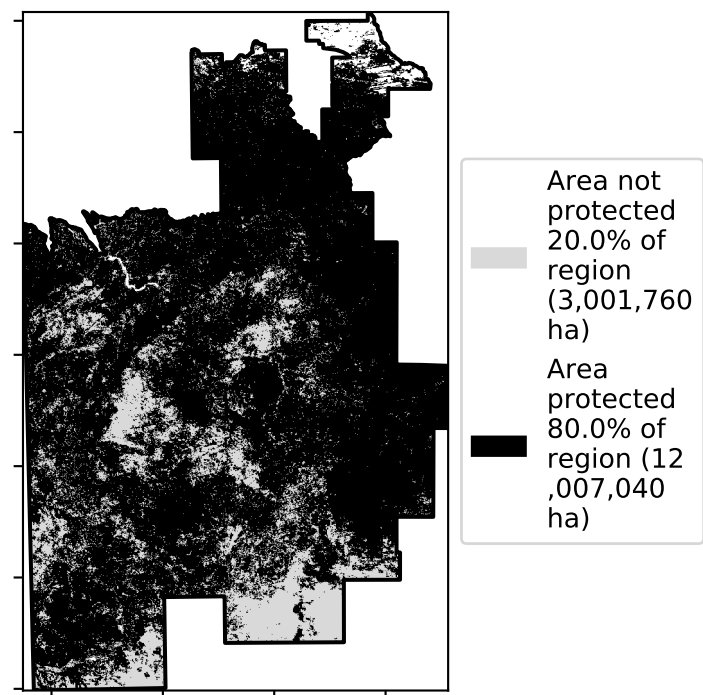 Area not
protected
20.0% of
region
(3,001,760
ha)
Area
protected
80.0% of
region (12
,007,040
ha)